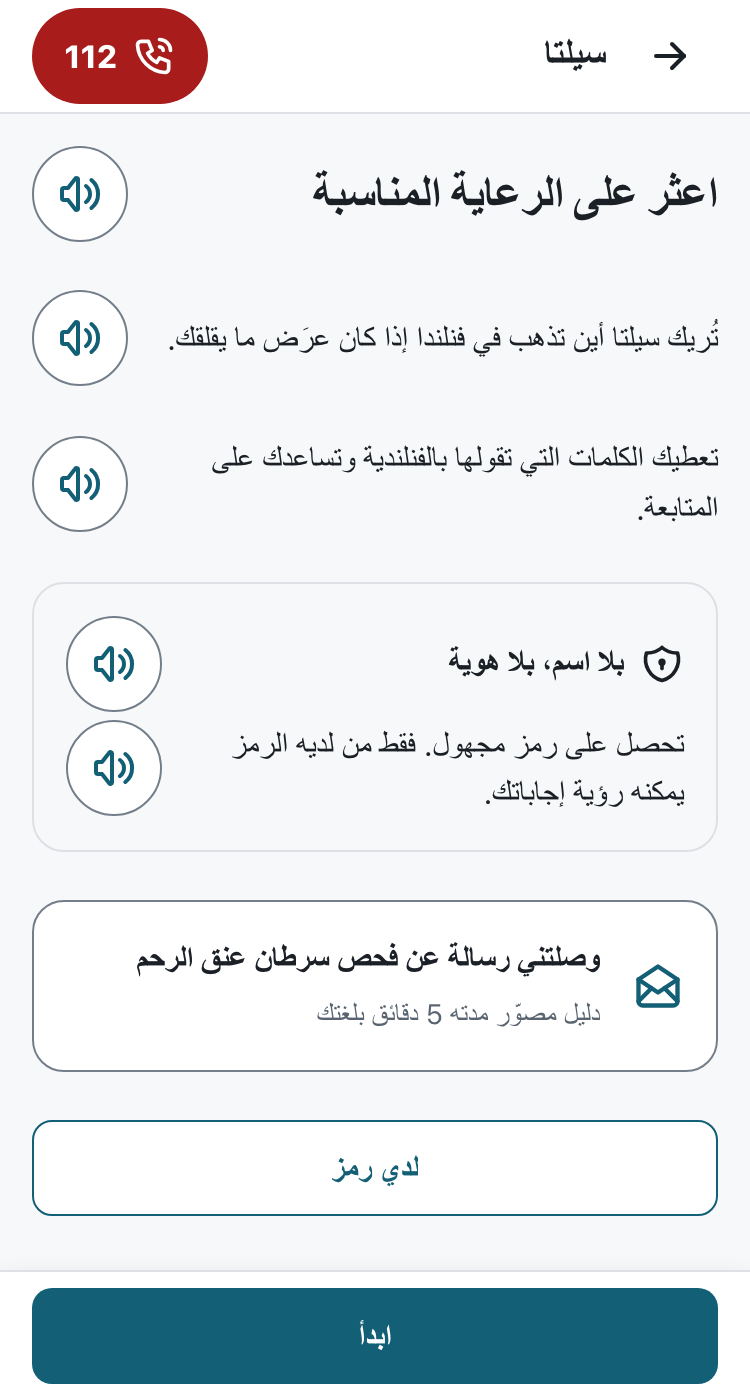 سيلتا
112
اعثر على الرعاية المناسبة
تُريك سيلتا أين تذهب في فنلندا إذا كان عرَض ما يقلقك.
تعطيك الكلمات التي تقولها بالفنلندية وتساعدك على
المتابعة.
بلا اسم، بلا هوية
تحصل على رمز مجهول. فقط من لديه الرمز
يمكنه رؤية إجاباتك.
وصلتني رسالة عن فحص سرطان عنق الرحم
دليل مصوّر مدته 5 دقائق بلغتك
لدي رمز
ابدأ